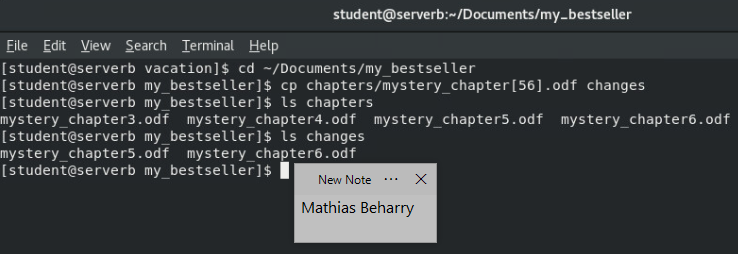 student@serverb:~/Documents/my_bestseller
File Edit View Search Terminal Help
[student@serverb vacation]$ cd ~/Documents/my_bestseller
[student@serverb my_bestseller]$ cp chapters/mystery_chapter[56].odf changes
[student@serverb my_bestseller]$ ls chapters
mystery_chapter3.odf  mystery_chapter4.odf  mystery_chapter5.odf  mystery_chapter6.odf
[student@serverb my_bestseller]$ ls changes
mystery_chapter5.odf  mystery_chapter6.odf
[student@serverb my_bestseller]$
New Note ...
Mathias Beharry